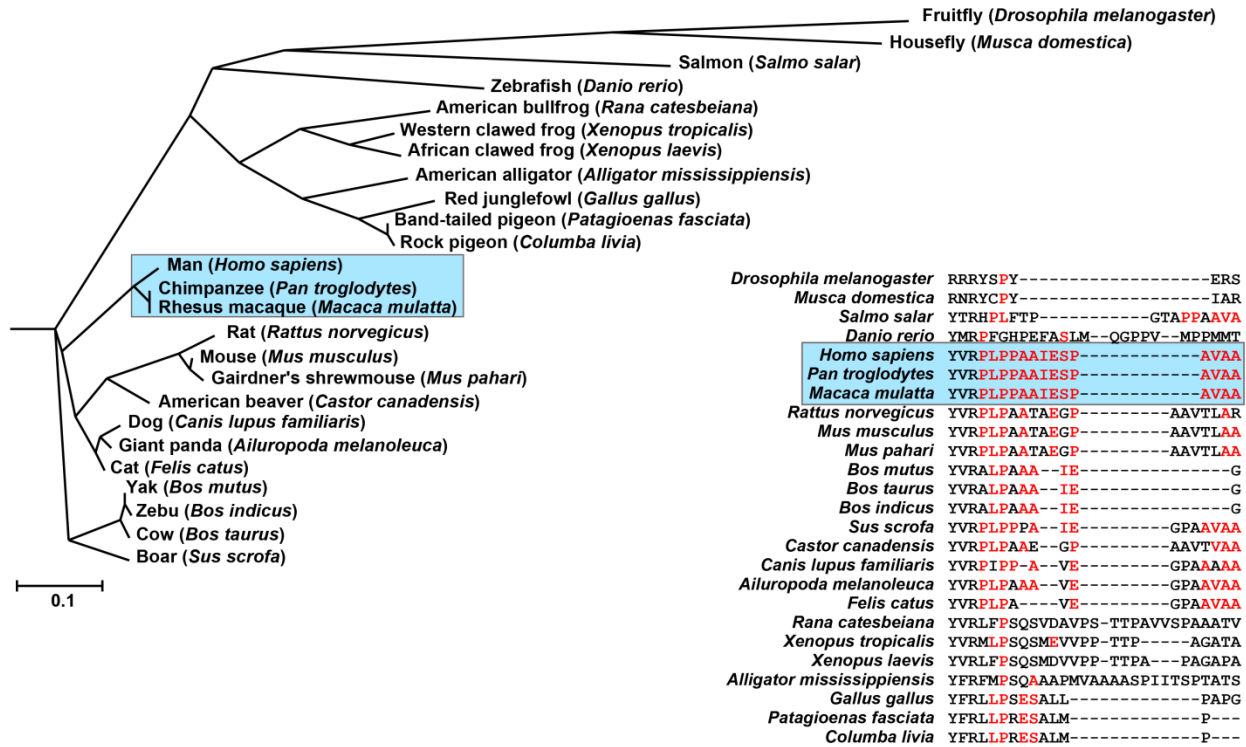 Fruitfly (Drosophila melanogaster)
Housefly (Musca domestica)
Salmon (Salmo salar)
Zebrafish (Danio rerio)
American bullfrog (Rana catesbeiana)
Western clawed frog (Xenopus tropicalis)
African clawed frog (Xenopus laevis)
American alligator (Alligator mississippiensis)
Red junglefowl (Gallus gallus)
Band-tailed pigeon (Patagioenas fasciata)
Rock pigeon (Columba livia)
Man (Homo sapiens)
Chimpanzee (Pan troglodytes)
Rhesus macaque (Macaca mulatta)
Rat (Rattus norvegicus)
Mouse (Mus musculus)
Gairdner's shrewmouse (Mus pahari)
American beaver (Castor canadensis)
Dog (Canis lupus familiaris)
Giant panda (Ailuropoda melanoleuca)
Cat (Felis catus)
Yak (Bos mutus)
Zebu (Bos indicus)
Cow (Bos taurus)
Boar (Sus scrofa)
0.1
Drosophila melanogaster RRRYSPY-------------------ERS
Musca domestica RNRYCPY-------------------IAR
Salmo salar YTRHPLFTP-----------GTAPPAAVA
Danio rerio YMRPFGHPEFASLM--QGPPV--MPPMMT
Homo sapiens YVRPLPPAAIESP------------AVAA
Pan troglodytes YVRPLPPAAIESP------------AVAA
Macaca mulatta YVRPLPPAAIESP------------AVAA
Rattus norvegicus YVRPLPAATAEGP---------AAVTLAR
Mus musculus YVRPLPAATAEGP---------AAVTLAA
Mus pahari YVRPLPAATAEGP---------AAVTLAA
Bos mutus YVRALPAAA--IE---------------G
Bos taurus YVRALPAAA--IE---------------G
Bos indicus YVRALPAAA--IE---------------G
Sus scrofa YVRPLPPPA--IE---------GPAAVAA
Castor canadensis YVRPLPAAE--GP---------AAVTVAA
Canis lupus familiaris YVRPIPP-A--VE---------GPAAAAA
Ailuropoda melanoleuca YVRPLPAAA--VE---------GPAAVAA
Felis catus YVRPLPA----VE---------GPAAVAA
Rana catesbeiana YVRLFPSQSVDAVPS-TTPAVVSPAAATV
Xenopus tropicalis YVRMLPSQSMEVVPP-TTP-----AGATA
Xenopus laevis YVRLFPSQSMDVVPP-TTPA---PAGAPA
Alligator mississippiensis YFRFMPSQAAAPMVAAAASPIITSPTATS
Gallus gallus YFRLLPSESALL-------------PAPG
Patagioenas fasciata YFRLLPRESALM-------------P---
Columba livia YFRLLPRESALM-------------P---